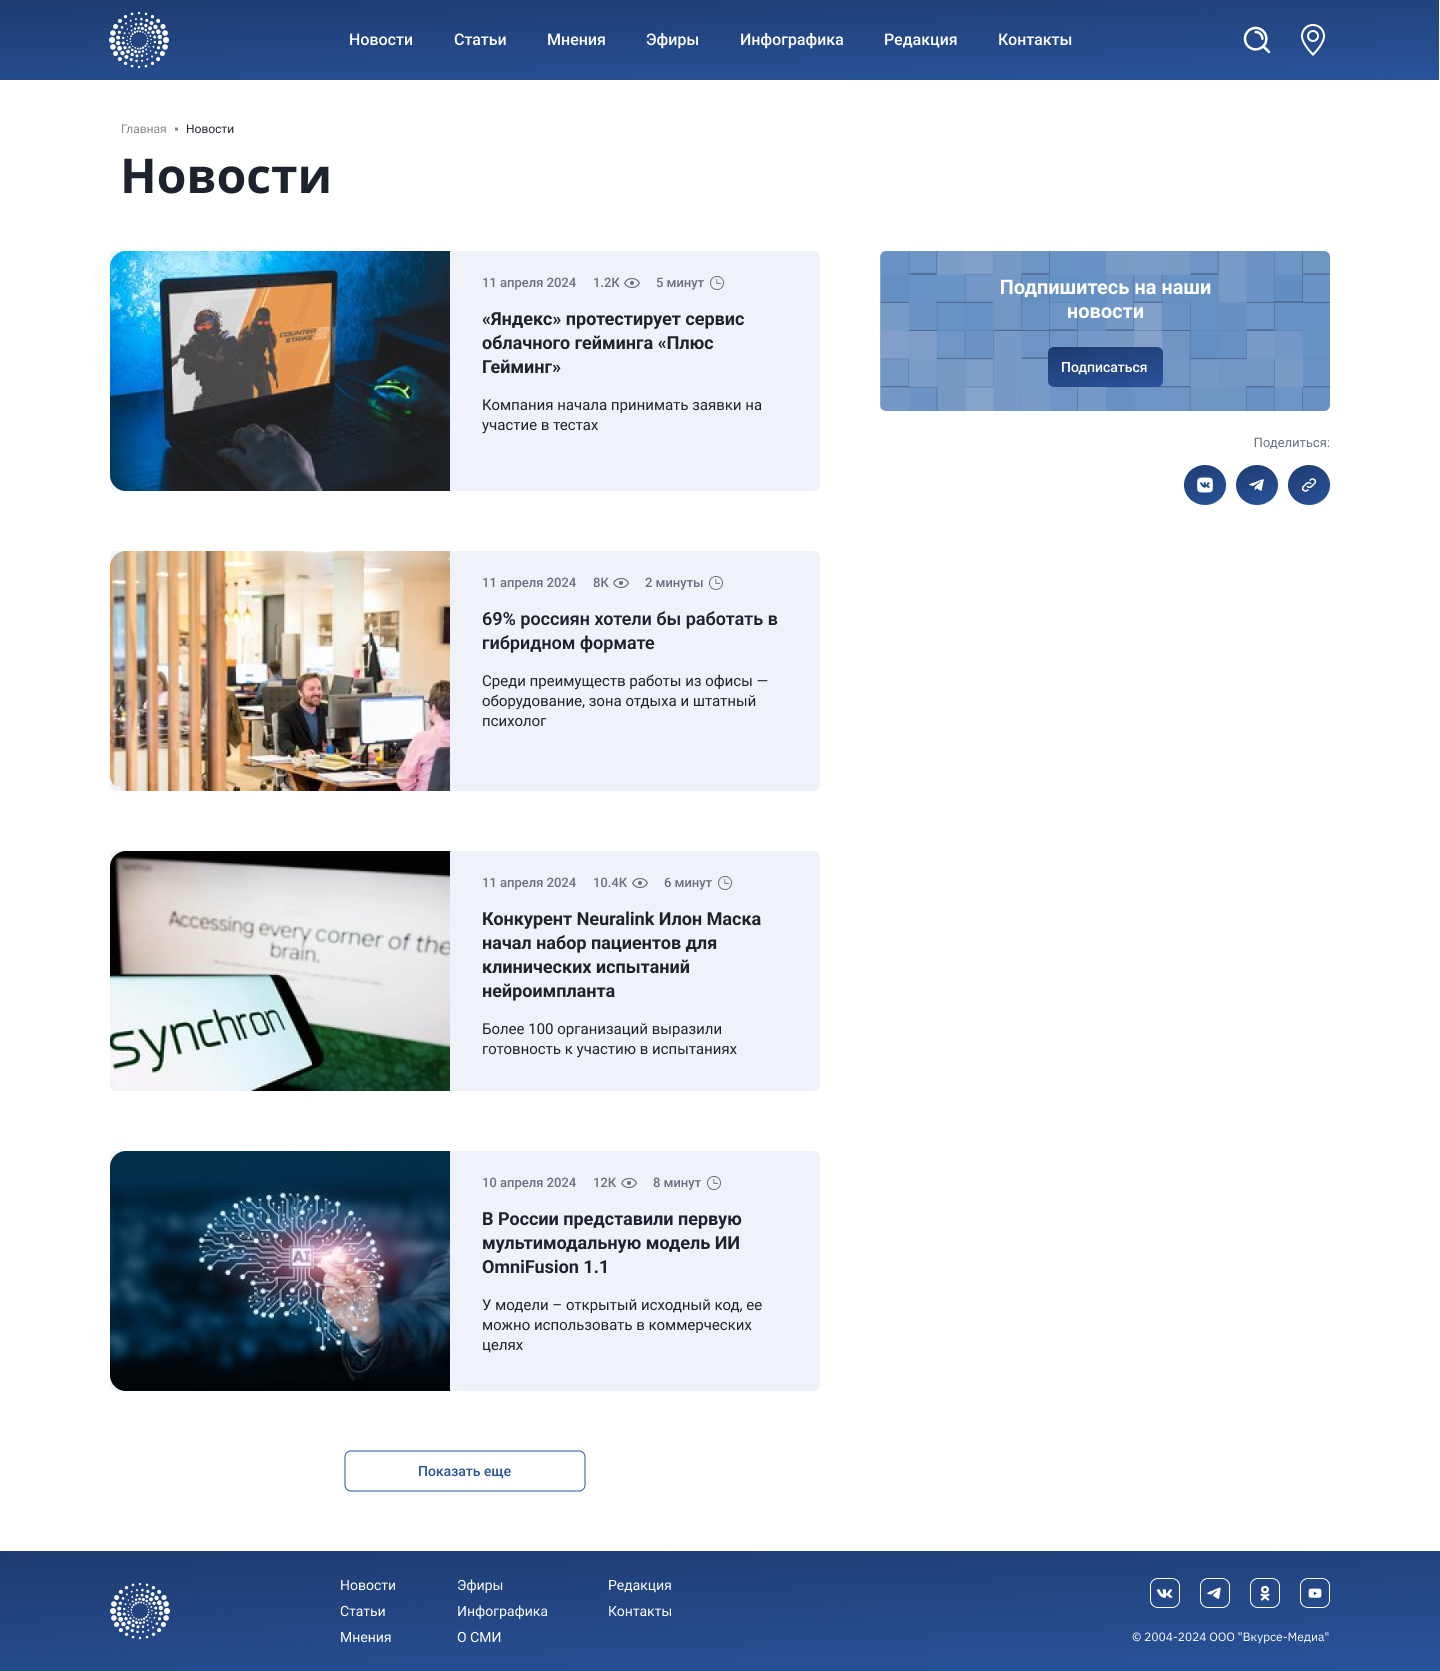 Новости
Статьи
Мнения
Эфиры
Инфографика
Редакция
Контакты
Главная • Новости
Новости
COUNTER
STRIKE
11 апреля 2024 1.2К 5 минут
«Яндекс» протестирует сервис
облачного гейминга «Плюс
Гейминг»
Компания начала принимать заявки на
участие в тестах
Подпишитесь на наши
новости
Подписаться
Поделиться:
11 апреля 2024 8К 2 минуты
69% россиян хотели бы работать в
гибридном формате
Среди преимуществ работы из офисы —
оборудование, зона отдыха и штатный
психолог
Accessing every corner of the
brain.
synchron
11 апреля 2024 10.4К 6 минут
Конкурент Neuralink Илон Маска
начал набор пациентов для
клинических испытаний
нейроимпланта
Более 100 организаций выразили
готовность к участию в испытаниях
AI
10 апреля 2024 12К 8 минут
В России представили первую
мультимодальную модель ИИ
OmniFusion 1.1
У модели – открытый исходный код, ее
можно использовать в коммерческих
целях
Показать еще
Новости
Статьи
Мнения
Эфиры
Инфографика
О СМИ
Редакция
Контакты
© 2004-2024 ООО "Вкурсе-Медиа"